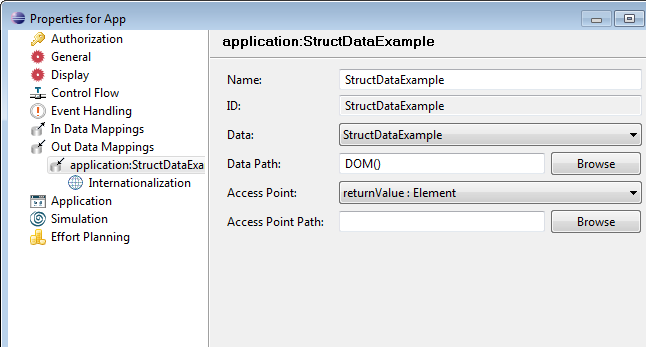 Properties for App
Authorization
General
Display
Control Flow
Event Handling
In Data Mappings
Out Data Mappings
application:StructDataExa
Internationalization
Application
Simulation
Effort Planning
application:StructDataExample
Name: StructDataExample
ID: StructDataExample
Data: StructDataExample
Data Path: DOM() Browse
Access Point: returnValue : Element
Access Point Path: Browse